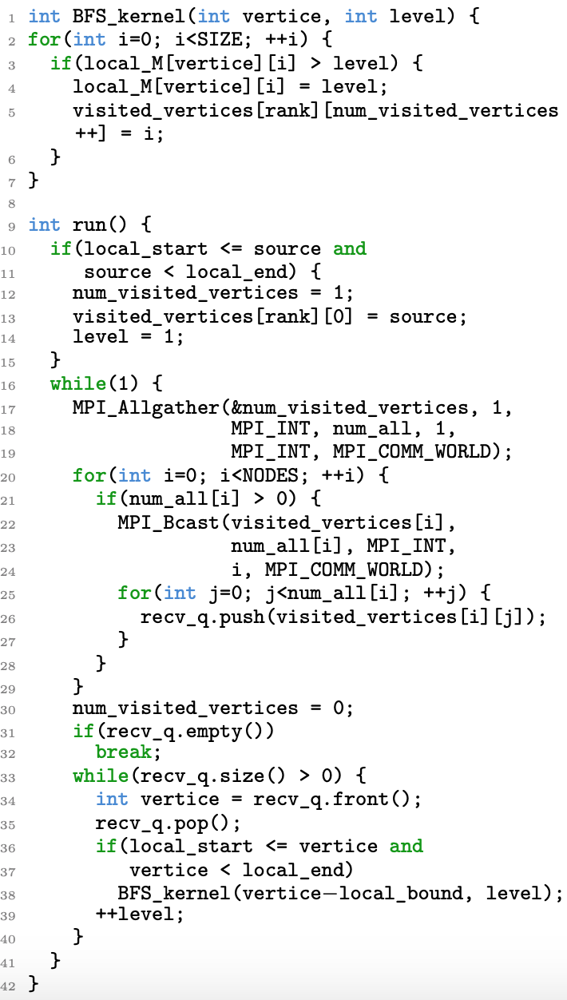 1 int BFS_kernel(int vertice, int level) {
2 for(int i=0; i<SIZE; ++i) {
3   if(local_M[vertice][i] > level) {
4     local_M[vertice][i] = level;
5     visited_vertices[rank][num_visited_vertices
      ++] = i;
6   }
7 }
8
9 int run() {
10   if(local_start <= source and
11      source < local_end) {
12     num_visited_vertices = 1;
13     visited_vertices[rank][0] = source;
14     level = 1;
15   }
16   while(1) {
17     MPI_Allgather(&num_visited_vertices, 1,
18                   MPI_INT, num_all, 1,
19                   MPI_INT, MPI_COMM_WORLD);
20     for(int i=0; i<NODES; ++i) {
21       if(num_all[i] > 0) {
22         MPI_Bcast(visited_vertices[i],
23                   num_all[i], MPI_INT,
24                   i, MPI_COMM_WORLD);
25         for(int j=0; j<num_all[i]; ++j) {
26           recv_q.push(visited_vertices[i][j]);
27         }
28       }
29     }
30     num_visited_vertices = 0;
31     if(recv_q.empty())
32       break;
33     while(recv_q.size() > 0) {
34       int vertice = recv_q.front();
35       recv_q.pop();
36       if(local_start <= vertice and
37          vertice < local_end)
38         BFS_kernel(vertice−local_bound, level);
39       ++level;
40     }
41   }
42 }